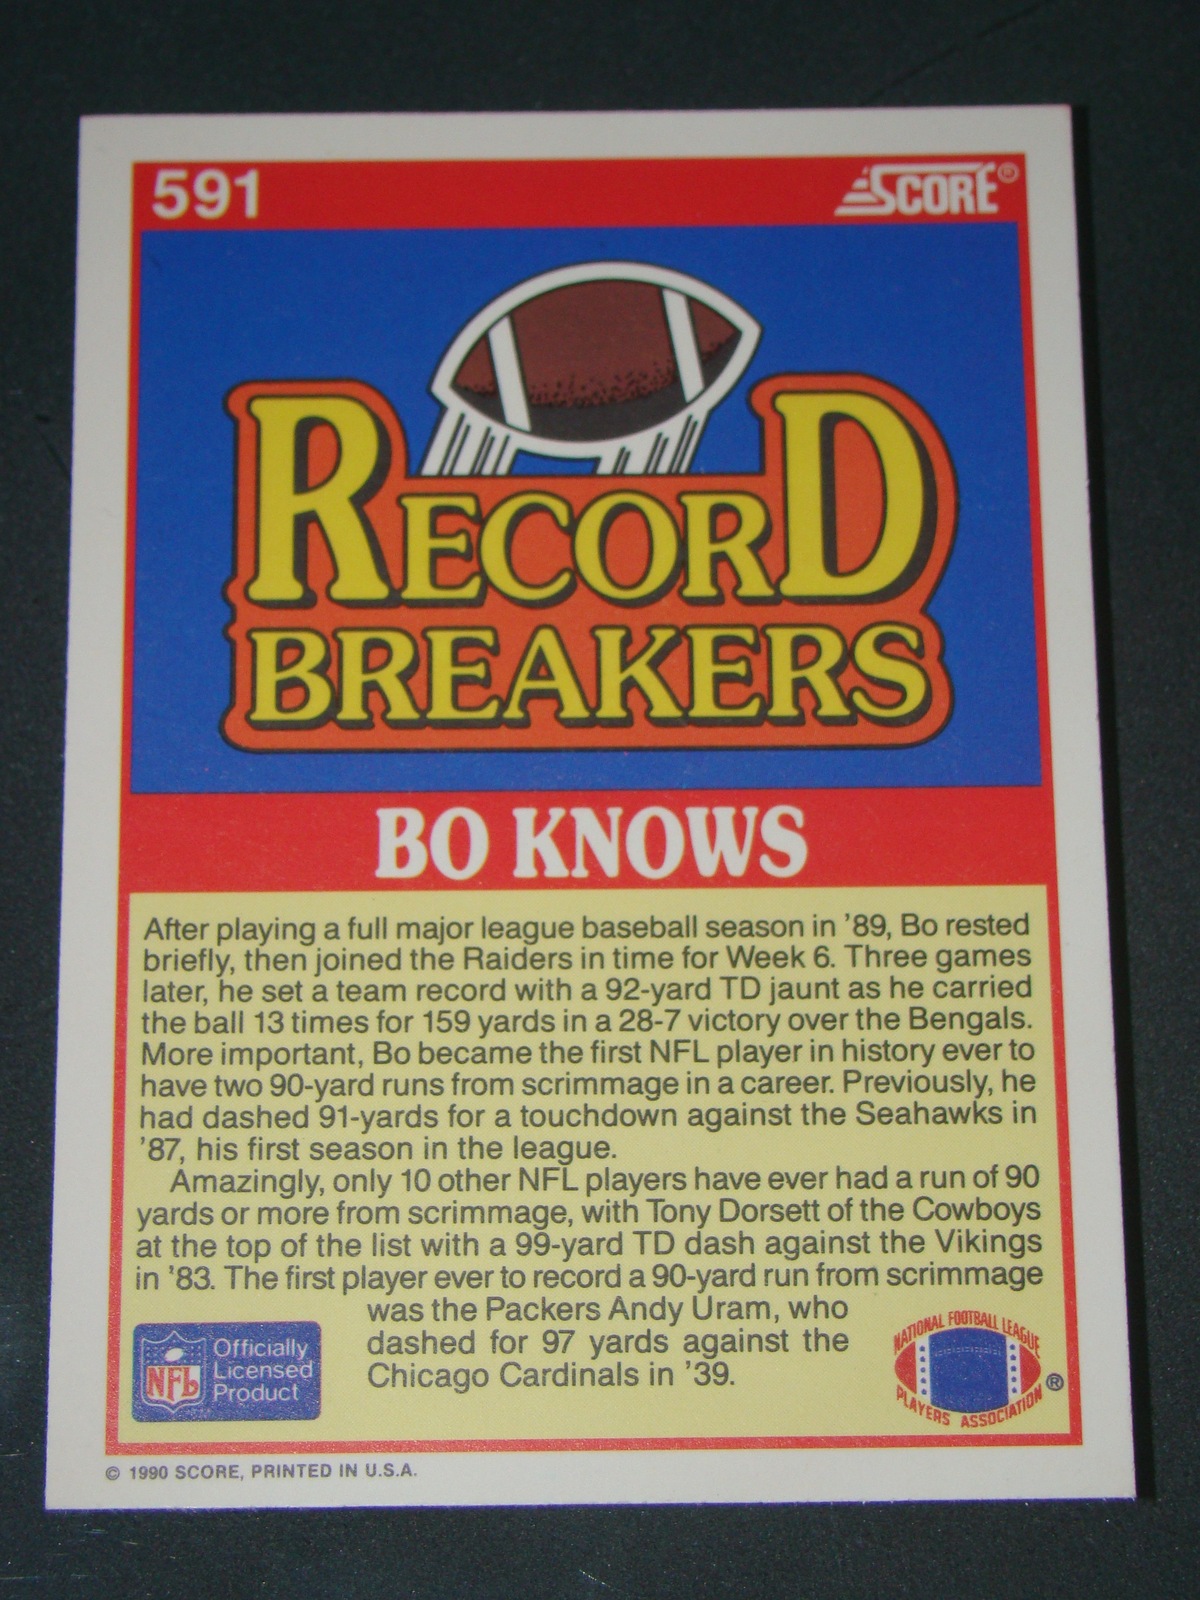 591
SCORE®
RECORD
BREAKERS
BO KNOWS
After playing a full major league baseball season in '89, Bo rested
briefly, then joined the Raiders in time for Week 6. Three games
later, he set a team record with a 92-yard TD jaunt as he carried
the ball 13 times for 159 yards in a 28-7 victory over the Bengals.
More important, Bo became the first NFL player in history ever to
have two 90-yard runs from scrimmage in a career. Previously, he
had dashed 91-yards for a touchdown against the Seahawks in
'87, his first season in the league.
Amazingly, only 10 other NFL players have ever had a run of 90
yards or more from scrimmage, with Tony Dorsett of the Cowboys
at the top of the list with a 99-yard TD dash against the Vikings
in '83. The first player ever to record a 90-yard run from scrimmage
was the Packers Andy Uram, who
dashed for 97 yards against the
Chicago Cardinals in '39.
NFL
Officially
Licensed
Product
NATIONAL FOOTBALL LEAGUE
PLAYERS ASSOCIATION ®
© 1990 SCORE, PRINTED IN U.S.A.